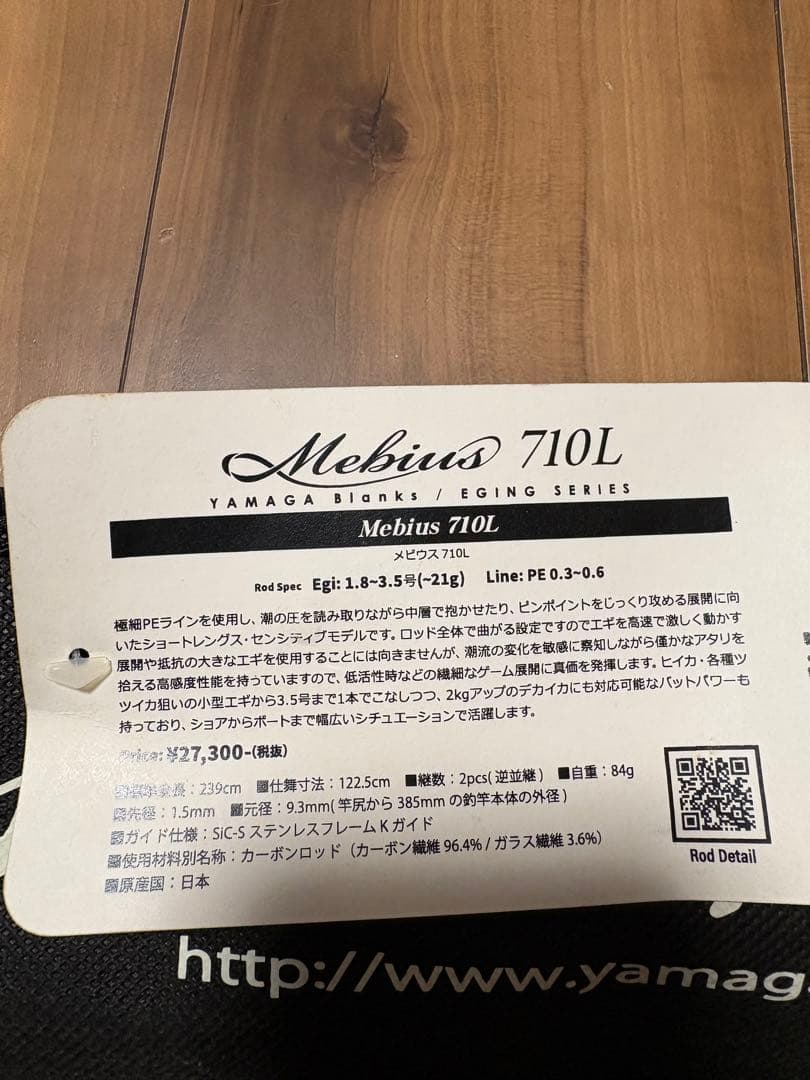 Mebius 710L
YAMAGA Blanks / EGING SERIES
Mebius 710L
メビウス 710L
Rod Spec Egi: 1.8~3.5号(~21g) Line: PE 0.3~0.6
極細PEラインを使用し、潮の圧を読み取りながら中層で抱かせたり、ピンポイントをじっくり攻める展開に向
いたショートレングス・センシティブモデルです。ロッド全体で曲がる設定ですのでエギを高速で激しく動かす
展開や抵抗の大きなエギを使用することには向きませんが、潮流の変化を敏感に察知しながら僅かなアタリを
拾える高感度性能を持っていますので、低活性時などの繊細なゲーム展開に真価を発揮します。ヒイカ・各種ツ
ツイカ狙いの小型エギから3.5号まで1本でこなしつつ、2kgアップのデカイカにも対応可能なバットパワーも
持っており、ショアからボートまで幅広いシチュエーションで活躍します。
Price: ¥27,300-(税抜)
■標準全長：239cm ■仕舞寸法：122.5cm ■継数：2pcs(逆並継) ■自重：84g
■先径：1.5mm ■元径：9.3mm(竿尻から385mmの釣竿本体の外径)
■ガイド仕様：SiC-S ステンレスフレーム K ガイド
■使用材料別名称：カーボンロッド（カーボン繊維 96.4% / ガラス繊維 3.6%）
■原産国：日本
Rod Detail
http://www.yamaga